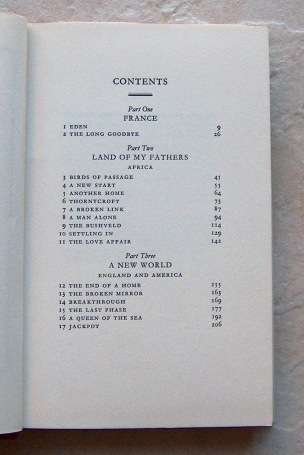 CONTENTS
Part One
FRANCE
1 EDEN 9
2 THE LONG GOODBYE 26
Part Two
LAND OF MY FATHERS
AFRICA
3 BIRDS OF PASSAGE 41
4 A NEW START 55
5 ANOTHER HOME 64
6 THORNYCROFT 73
7 A BROKEN LINK 87
8 A MAN ALONE 94
9 THE BUSHVELD 114
10 SETTLING IN 129
11 THE LOVE AFFAIR 142
Part Three
A NEW WORLD
ENGLAND AND AMERICA
12 THE END OF A HOME 155
13 THE BROKEN MIRROR 163
14 BREAKTHROUGH 169
15 THE LAST PHASE 177
16 A QUEEN OF THE SEA 192
17 JACKPOT 206